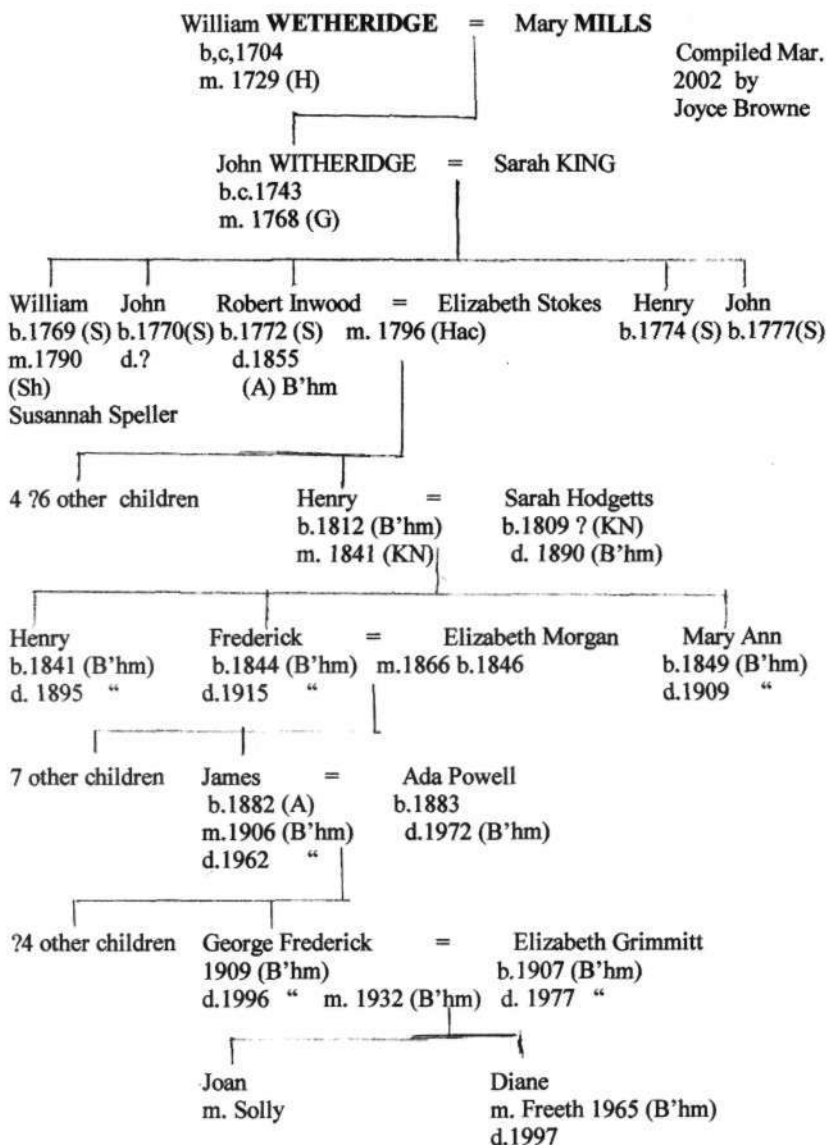 William WETHERIDGE = Mary MILLS
b,c,1704
m. 1729 (H)
Compiled Mar.
2002 by
Joyce Browne
John WITHERIDGE = Sarah KING
b.c.1743
m. 1768 (G)
William John Robert Inwood = Elizabeth Stokes Henry John
b.1769 (S) b.1770(S) b.1772 (S) m. 1796 (Hac) b.1774 (S) b.1777(S)
m.1790 d.? d.1855
(Sh) (A) B'hm
Susannah Speller
4 ?6 other children Henry = Sarah Hodgetts
b.1812 (B'hm) b.1809 ? (KN)
m. 1841 (KN) d. 1890 (B'hm)
Henry Frederick = Elizabeth Morgan Mary Ann
b.1841 (B'hm) b.1844 (B'hm) m.1866 b.1846 b.1849 (B'hm)
d. 1895 “ d.1915 “ d.1909 “
7 other children James = Ada Powell
b.1882 (A) b.1883
m.1906 (B'hm) d.1972 (B'hm)
d.1962 “
?4 other children George Frederick = Elizabeth Grimmitt
1909 (B'hm) b.1907 (B'hm)
d.1996 “ m. 1932 (B'hm) d. 1977 “
Joan Diane
m. Solly m. Freeth 1965 (B'hm)
d.1997